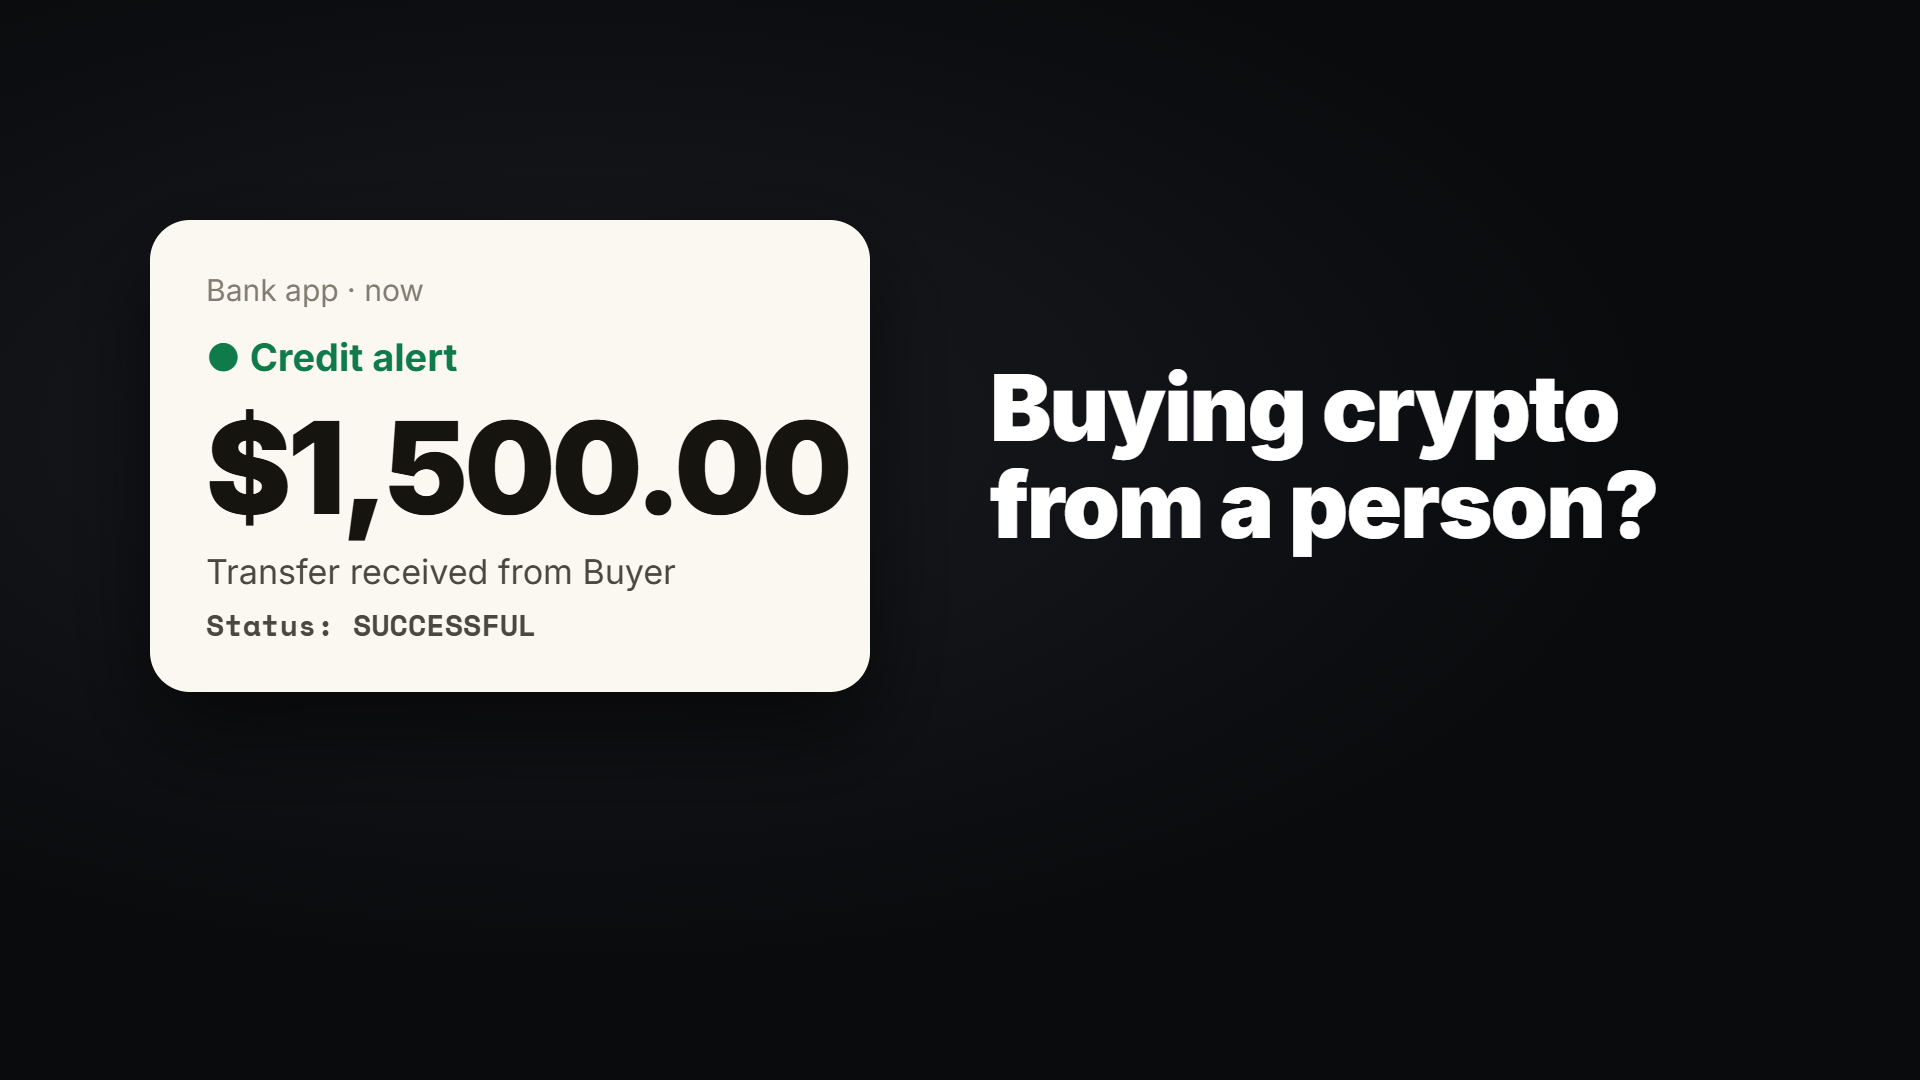 Bank app · now
Credit alert
$1,500.00
Transfer received from Buyer
Status: SUCCESSFUL
Buying crypto
from a person?